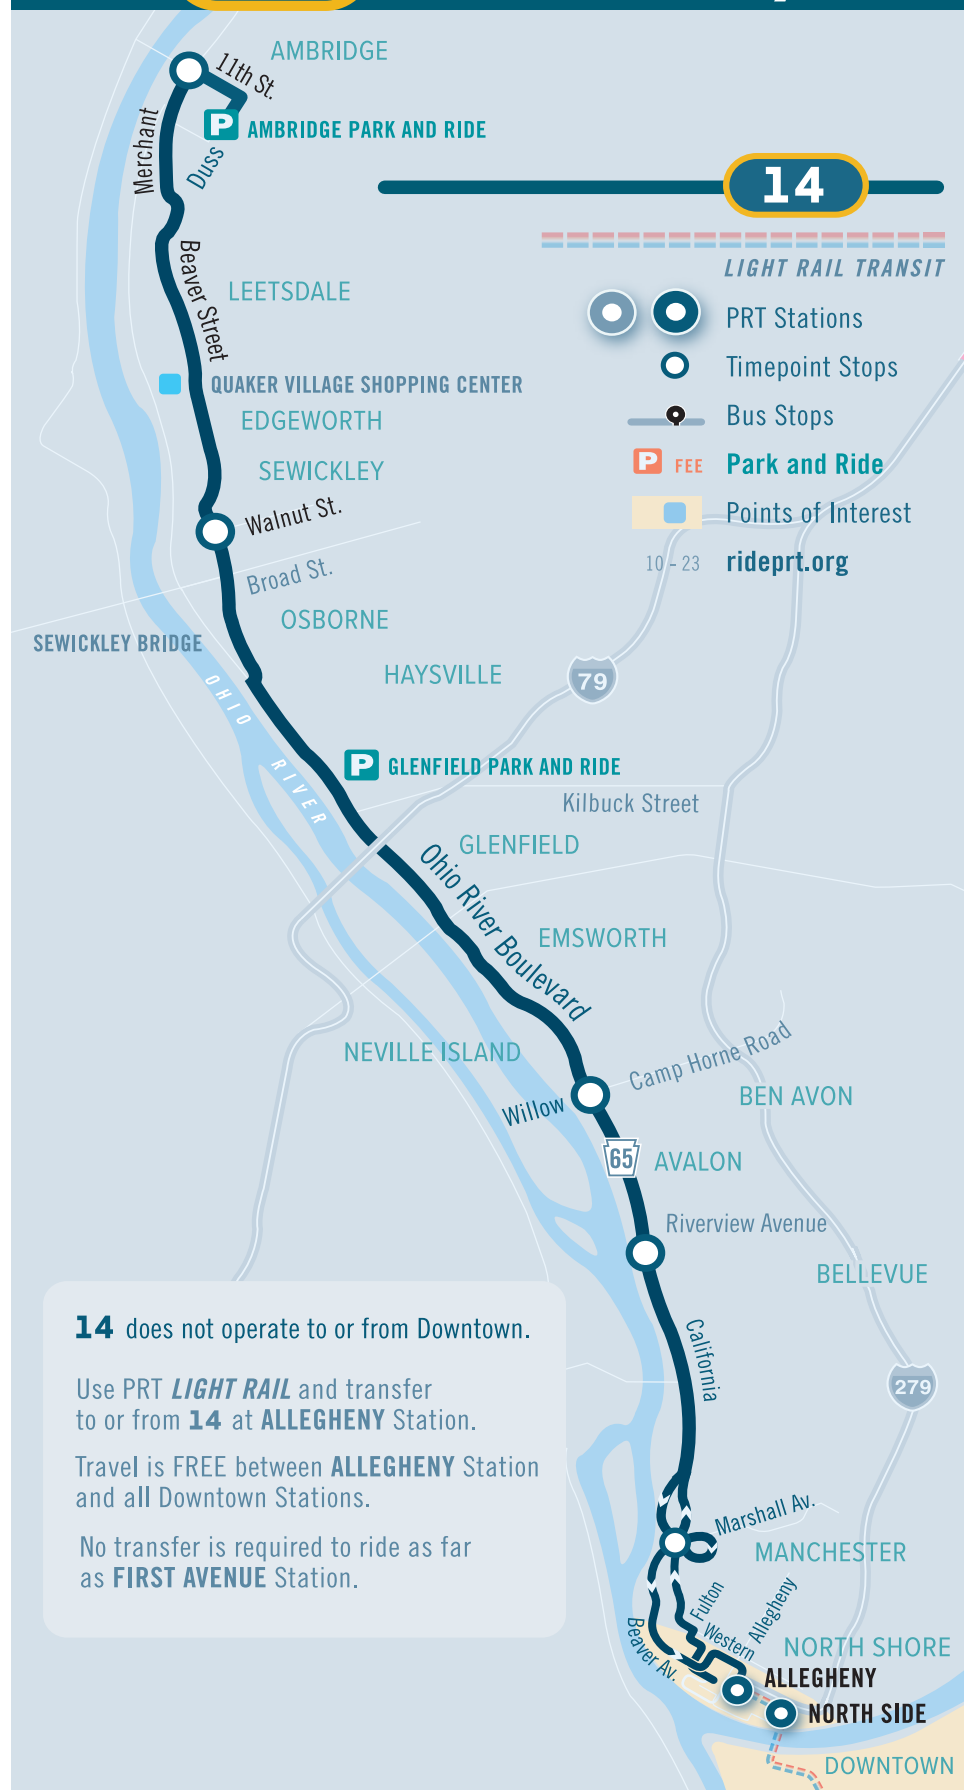 AMBRIDGE
11th St.
Merchant
P AMBRIDGE PARK AND RIDE
Duss
14
LIGHT RAIL TRANSIT
Beaver Street
LEETSDALE
PRT Stations
Timepoint Stops
QUAKER VILLAGE SHOPPING CENTER
EDGEWORTH
Bus Stops
SEWICKLEY
P FEE Park and Ride
Walnut St.
Points of Interest
10 - 23 rideprt.org
Broad St.
OSBORNE
SEWICKLEY BRIDGE
HAYSVILLE
79
OHIO RIVER
P GLENFIELD PARK AND RIDE
Kilbuck Street
GLENFIELD
Ohio River Boulevard
EMSWORTH
NEVILLE ISLAND
Camp Horne Road
Willow
BEN AVON
65
AVALON
Riverview Avenue
BELLEVUE
14 does not operate to or from Downtown.
Use PRT LIGHT RAIL and transfer
to or from 14 at ALLEGHENY Station.
Travel is FREE between ALLEGHENY Station
and all Downtown Stations.
No transfer is required to ride as far
as FIRST AVENUE Station.
California
279
Marshall Av.
MANCHESTER
Fulton
Allegheny
Western
Beaver Av.
NORTH SHORE
ALLEGHENY
NORTH SIDE
DOWNTOWN